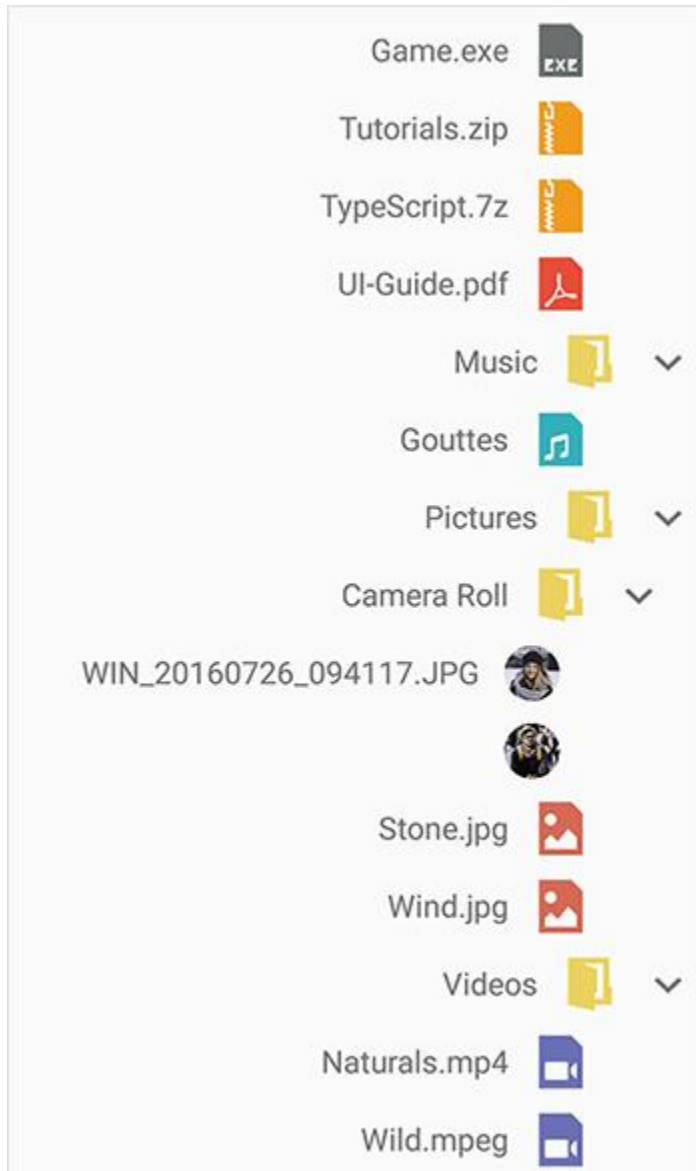 Game.exe
EXE
Tutorials.zip
TypeScript.7z
UI-Guide.pdf
Music
Gouttes
Pictures
Camera Roll
WIN_20160726_094117.JPG
Stone.jpg
Wind.jpg
Videos
Naturals.mp4
Wild.mpeg